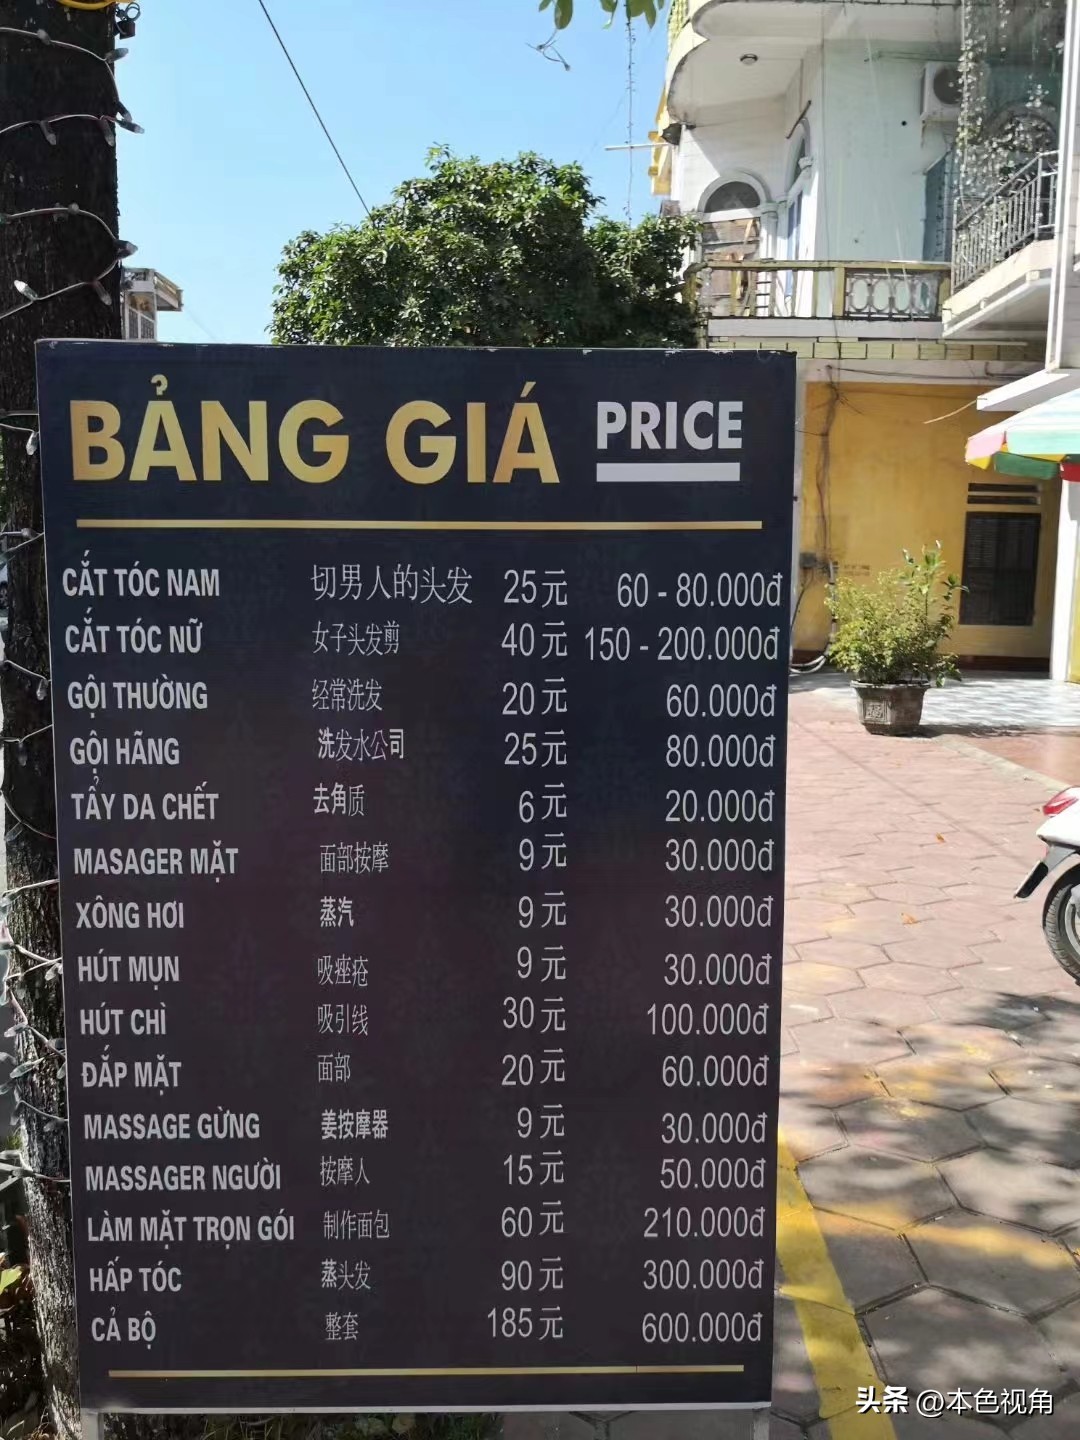 BẢNG GIÁ PRICE
CẮT TÓC NAM 切男人的头发 25元 60 - 80.000đ
CẮT TÓC NỮ 女子头发剪 40元 150 - 200.000đ
GỘI THƯỜNG 经常洗发 20元 60.000đ
GỘI HÃNG 洗发水公司 25元 80.000đ
TẨY DA CHẾT 去角质 6元 20.000đ
MASAGER MẶT 面部按摩 9元 30.000đ
XÔNG HƠI 蒸汽 9元 30.000đ
HÚT MỤN 吸痤疮 9元 30.000đ
HÚT CHÌ 吸引线 30元 100.000đ
ĐẮP MẶT 面部 20元 60.000đ
MASSAGE GỪNG 姜按摩器 9元 30.000đ
MASSAGER NGƯỜI 按摩人 15元 50.000đ
LÀM MẶT TRỌN GÓI 制作面包 60元 210.000đ
HẤP TÓC 蒸头发 90元 300.000đ
CẢ BỘ 整套 185元 600.000đ
头条 @本色视角